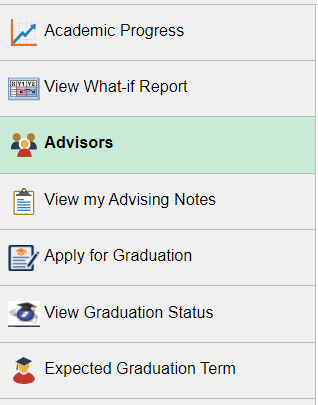 Academic Progress
View What-if Report
Advisors
View my Advising Notes
Apply for Graduation
View Graduation Status
Expected Graduation Term